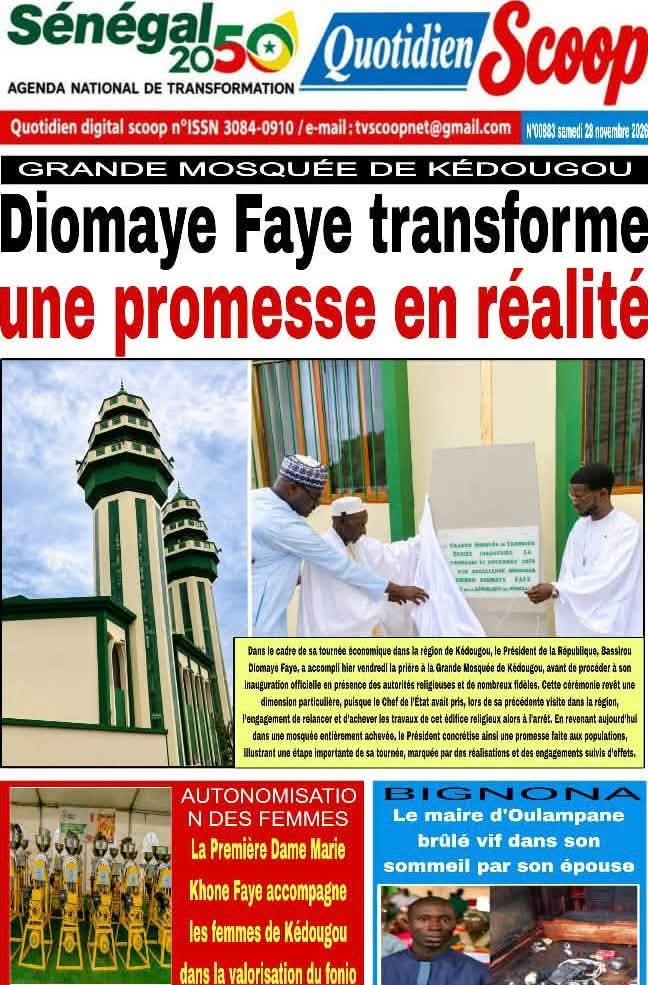 Sénégal
2050
AGENDA NATIONAL DE TRANSFORMATION
Quotidien Scoop
Quotidien digital scoop n°ISSN 3084-0910 / e-mail : tvscoopnet@gmail.com
N°00883 samedi 28 novembre 2026
GRANDE MOSQUÉE DE KÉDOUGOU
Diomaye Faye transforme
une promesse en réalité
GRANDE MOSQUÉE DE
Dans le cadre de sa tournée économique dans la région de Kédougou, le Président de la République, Bassirou
Diomaye Faye, a accompli hier vendredi la prière à la Grande Mosquée de Kédougou, avant de procéder à son
inauguration officielle en présence des autorités religieuses et de nombreux fidèles. Cette cérémonie revêt une
dimension particulière, puisque le Chef de l'État avait pris, lors de sa précédente visite dans la région,
l'engagement de relancer et d'achever les travaux de cet édifice religieux alors à l'arrêt. En revenant aujourd'hui
dans une mosquée entièrement achevée, le Président concrétise ainsi une promesse faite aux populations,
illustrant une étape importante de sa tournée, marquée par des réalisations et des engagements suivis d'effets.
AUTONOMISATIO
N DES FEMMES
La Première Dame Marie
Khone Faye accompagne
les femmes de Kédougou
dans la valorisation du fonio
BIGNONA
Le maire d'Oulampane
brûlé vif dans son
sommeil par son épouse